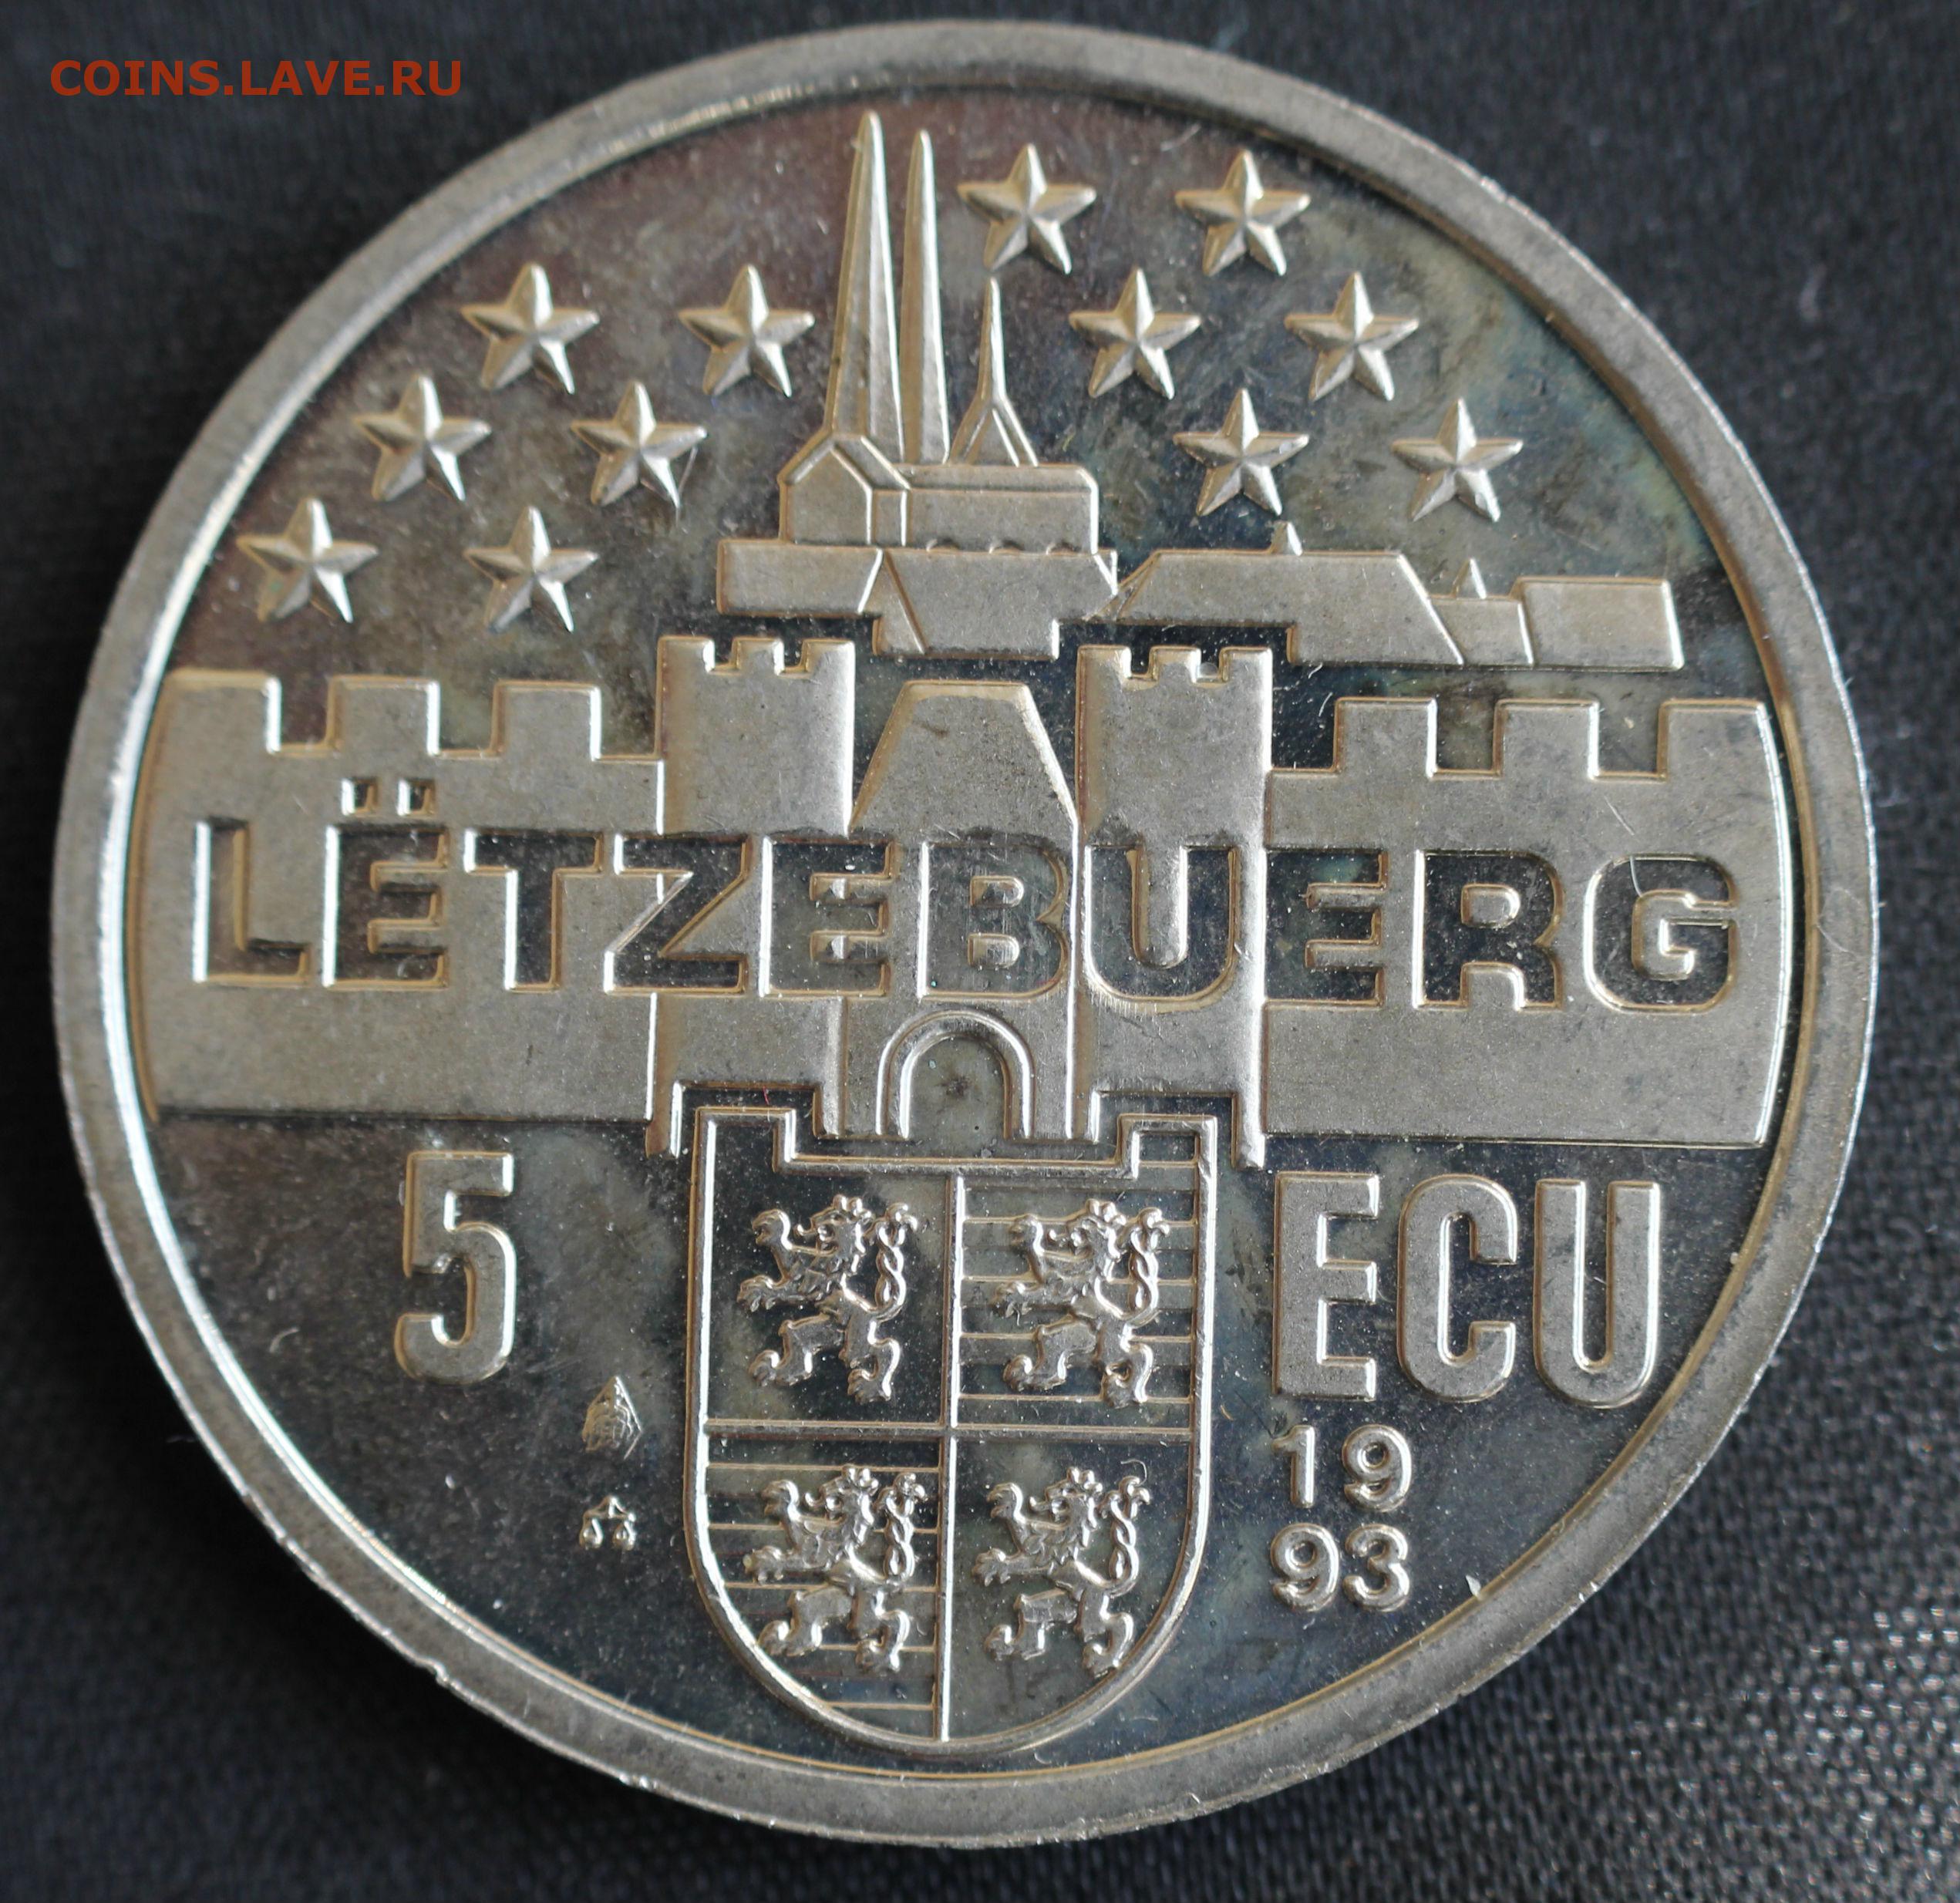 COINS.LAVE.RU
LËTZEBUERG
5 ECU
19
93